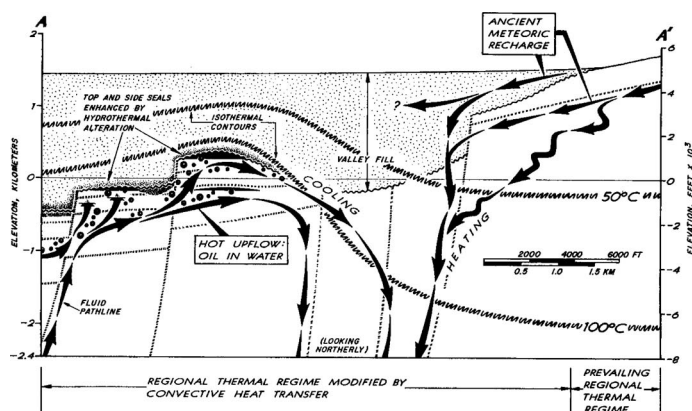 A
A'
2
1
0
-1
-2
-2.4
ELEVATION, KILOMETERS
TOP AND SIDE SEALS
ENHANCED BY
HYDROTHERMAL
ALTERATION
ISOTHERMAL
CONTOURS
?
ANCIENT
METEORIC
RECHARGE
VALLEY FILL
COOLING
HEATING
HOT UPFLOW:
OIL IN WATER
FLUID
PATHLINE
(LOOKING
NORTHERLY)
50°C
100°C
2000 4000 6000 FT
0.5 1.0 1.5 KM
6
4
2
0
-2
-4
-6
-8
ELEVATION, FEET X 10³
REGIONAL THERMAL REGIME MODIFIED BY
CONVECTIVE HEAT TRANSFER
PREVAILING
REGIONAL
THERMAL
REGIME